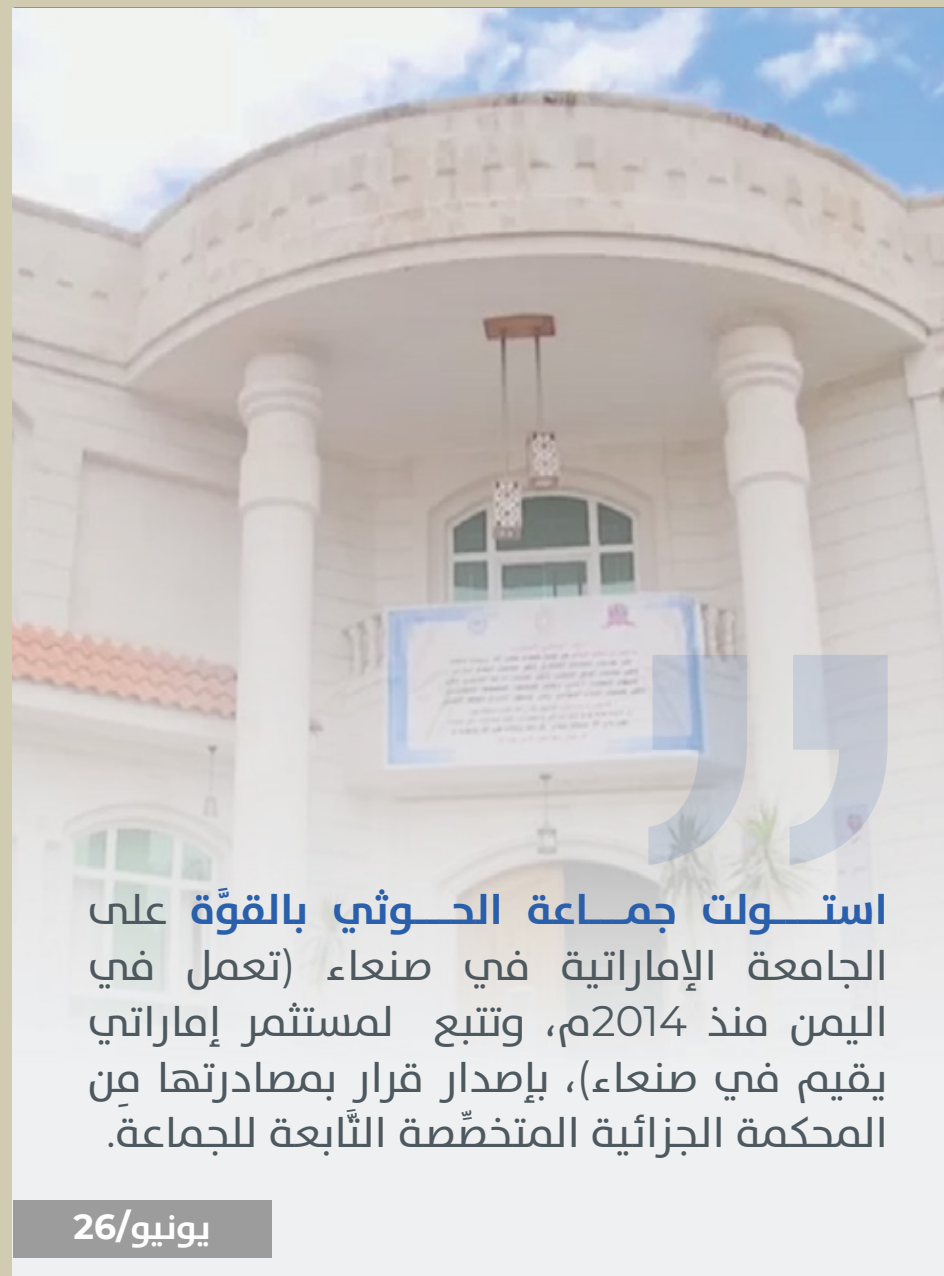 استولت جماعة الحوثي بالقوَّة على
الجامعة الإماراتية في صنعاء (تعمل في
اليمن منذ 2014م، وتتبع لمستثمر إماراتي
يقيم في صنعاء)، بإصدار قرار بمصادرتها مِن
المحكمة الجزائية المتخصِّصة التَّابعة للجماعة.
26/يونيو